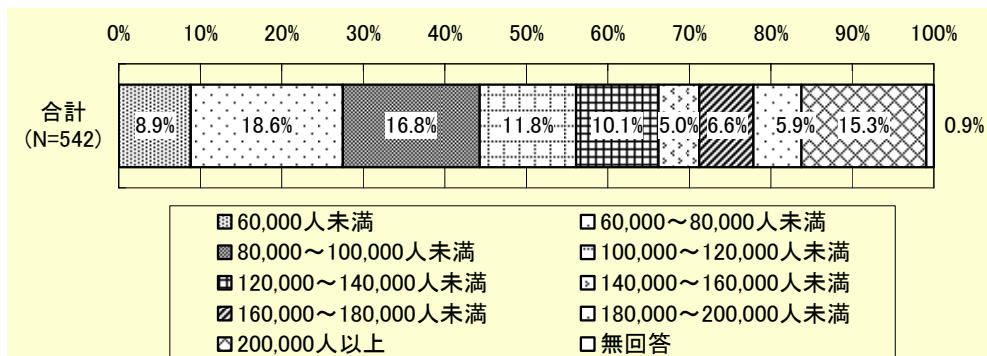 0% 10% 20% 30% 40% 50% 60% 70% 80% 90% 100%
合計
(N=542)
8.9% 18.6% 16.8% 11.8% 10.1% 5.0% 6.6% 5.9% 15.3% 0.9%
60,000人未満 60,000～80,000人未満
80,000～100,000人未満 100,000～120,000人未満
120,000～140,000人未満 140,000～160,000人未満
160,000～180,000人未満 180,000～200,000人未満
200,000人以上 無回答